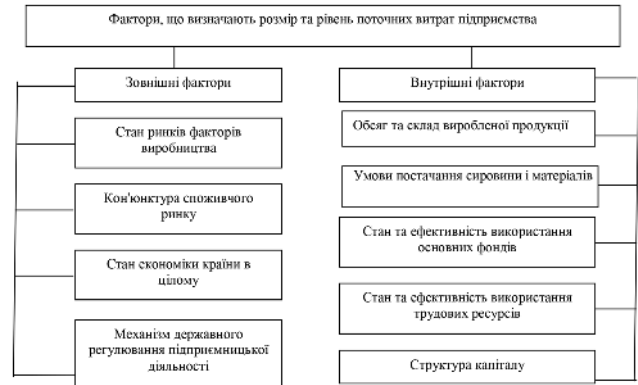 Фактори, що визначають розмір та рівень поточних витрат підприємства
Зовнішні фактори
Стан ринків факторів
виробництва
Кон'юнктура споживчого
ринку
Стан економіки країни в
цілому
Механізм державного
регулювання підприємницької
діяльності
Внутрішні фактори
Обсяг та склад виробленої продукції
Умови постачання сировини і матеріалів
Стан та ефективність використання
основних фондів
Стан та ефективність використання
трудових ресурсів
Структура капіталу